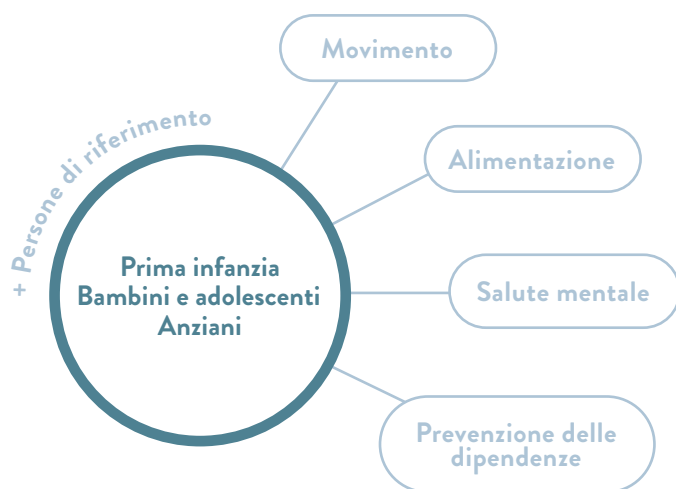 Movimento
+ Persone di riferimento
Alimentazione
Prima infanzia
Bambini e adolescenti
Anziani
Salute mentale
Prevenzione delle
dipendenze